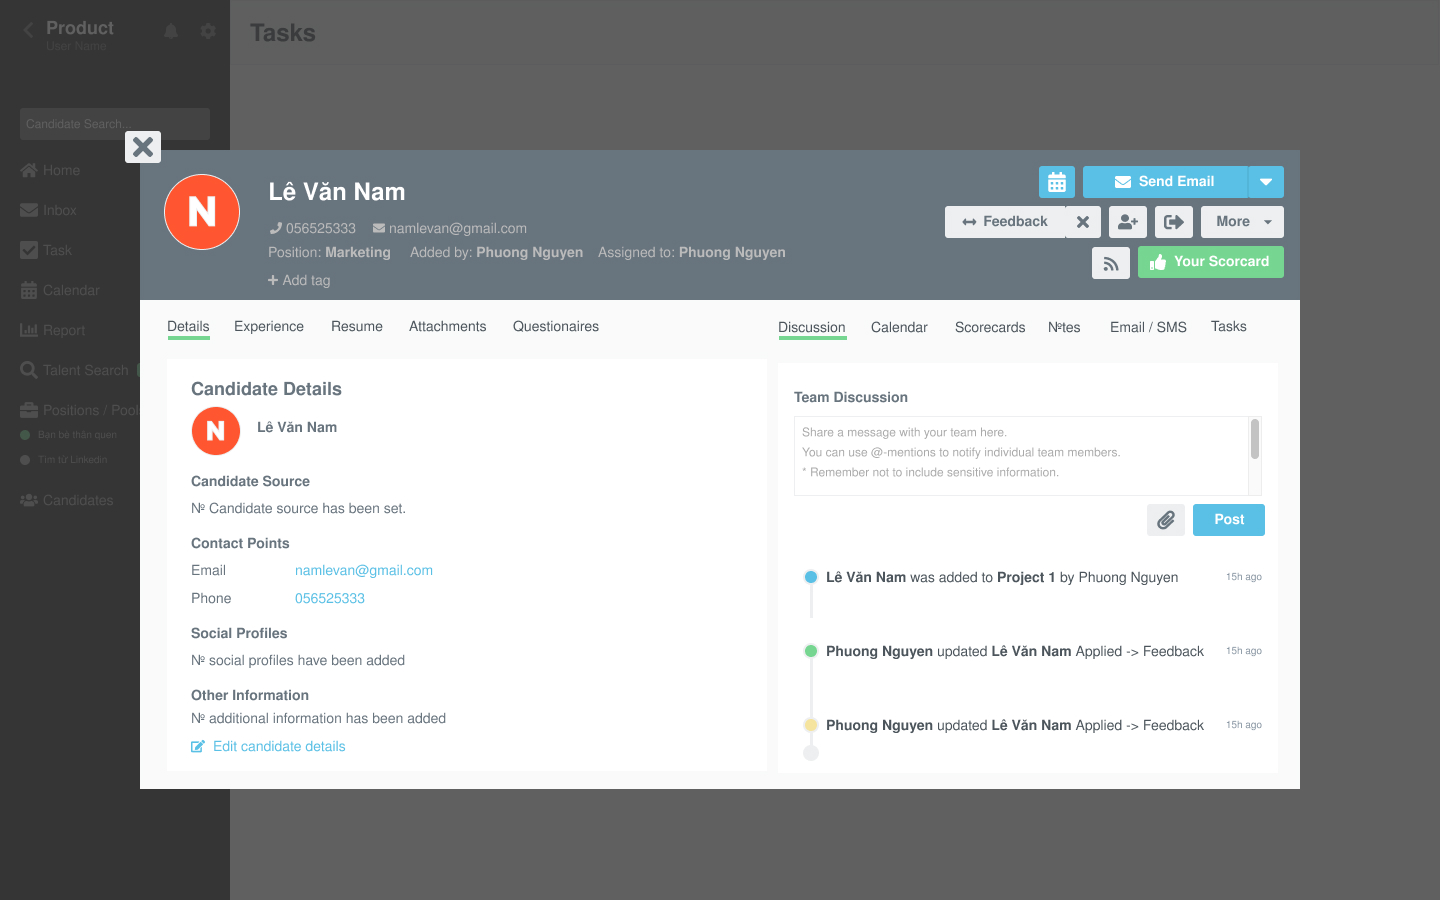 Product
User Name
Tasks
Candidate Search...
Home
Inbox
Task
Calendar
Report
Talent Search
Positions / Pool
Bạn bè thân quen
Tìm từ Linkedin
Candidates
N
Lê Văn Nam
056525333 namlevan@gmail.com
Position: Marketing Added by: Phuong Nguyen Assigned to: Phuong Nguyen
+ Add tag
Send Email
Feedback
More
Your Scorcard
Details Experience Resume Attachments Questionaires
Discussion Calendar Scorecards №tes Email / SMS Tasks
Candidate Details
N
Lê Văn Nam
Candidate Source
№ Candidate source has been set.
Contact Points
Email namlevan@gmail.com
Phone 056525333
Social Profiles
№ social profiles have been added
Other Information
№ additional information has been added
Edit candidate details
Team Discussion
Share a message with your team here.
You can use @-mentions to notify individual team members.
* Remember not to include sensitive information.
Post
Lê Văn Nam was added to Project 1 by Phuong Nguyen 15h ago
Phuong Nguyen updated Lê Văn Nam Applied -> Feedback 15h ago
Phuong Nguyen updated Lê Văn Nam Applied -> Feedback 15h ago